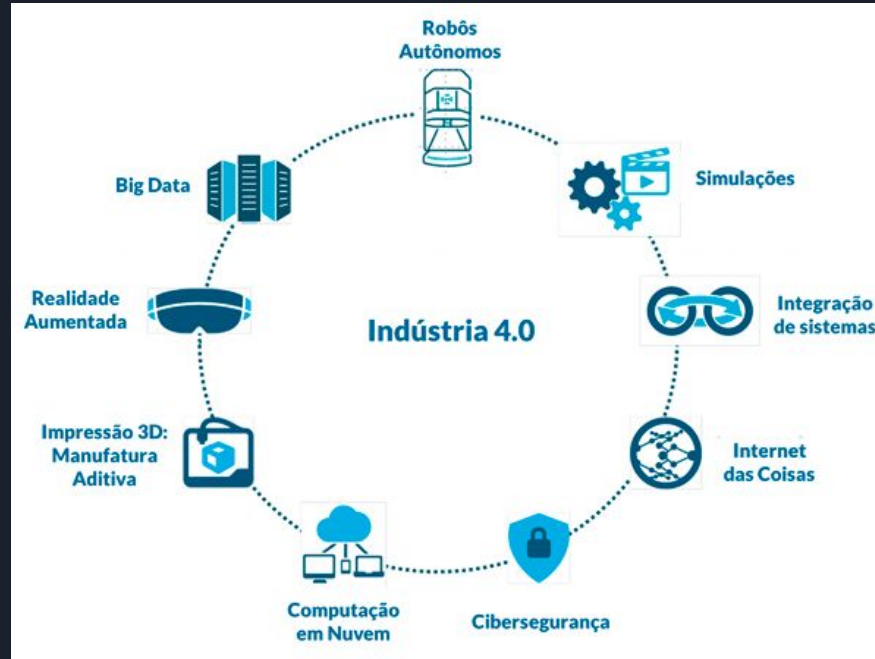 Robôs
Autônomos
Big Data
Simulações
Realidade
Aumentada
Indústria 4.0
Integração
de sistemas
Impressão 3D:
Manufatura
Aditiva
Internet
das Coisas
Computação
em Nuvem
Cibersegurança